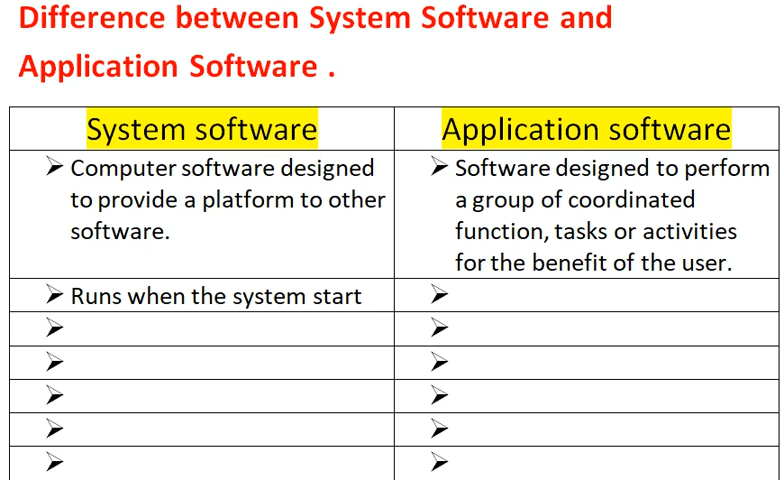 Difference between System Software and
Application Software .
System software
Application software
➢ Computer software designed
to provide a platform to other
software.
➢ Software designed to perform
a group of coordinated
function, tasks or activities
for the benefit of the user.
➢ Runs when the system start